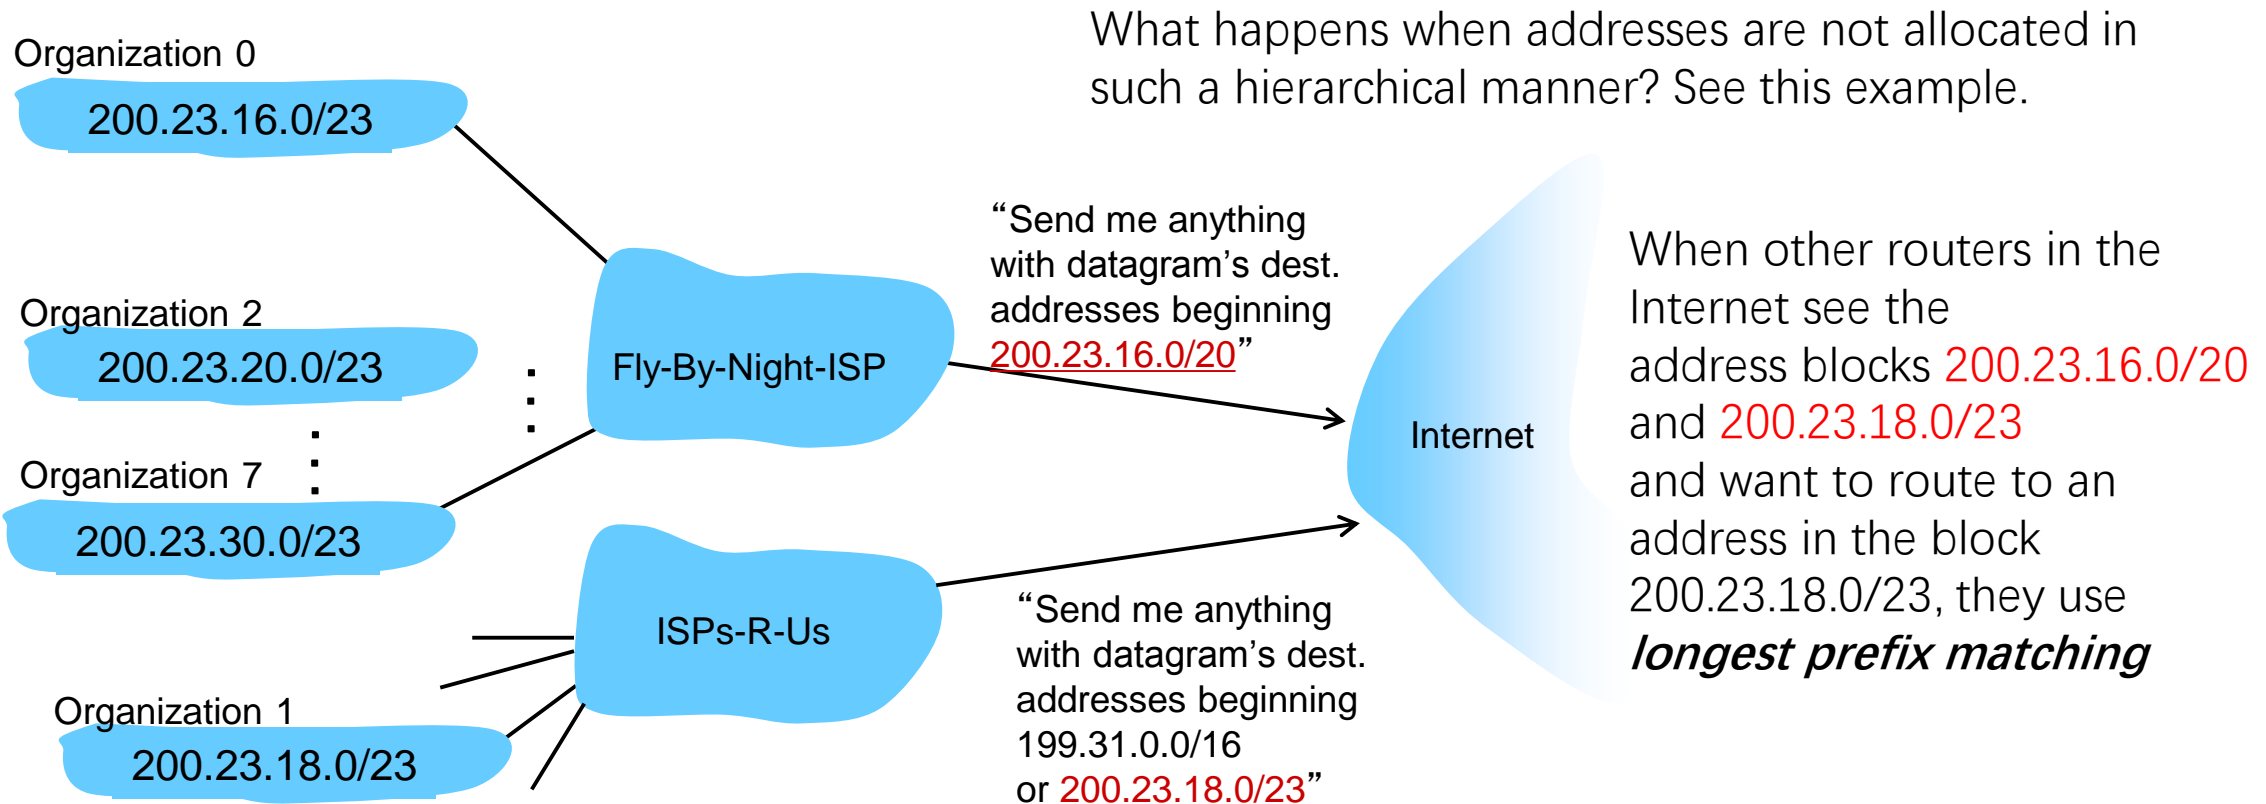 What happens when addresses are not allocated in
such a hierarchical manner? See this example.
Organization 0
200.23.16.0/23
Organization 2
200.23.20.0/23
Organization 7
200.23.30.0/23
Organization 1
200.23.18.0/23
Fly-By-Night-ISP
ISPs-R-Us
“Send me anything
with datagram’s dest.
addresses beginning
200.23.16.0/20”
“Send me anything
with datagram’s dest.
addresses beginning
199.31.0.0/16
or 200.23.18.0/23”
Internet
When other routers in the
Internet see the
address blocks 200.23.16.0/20
and 200.23.18.0/23
and want to route to an
address in the block
200.23.18.0/23, they use
longest prefix matching